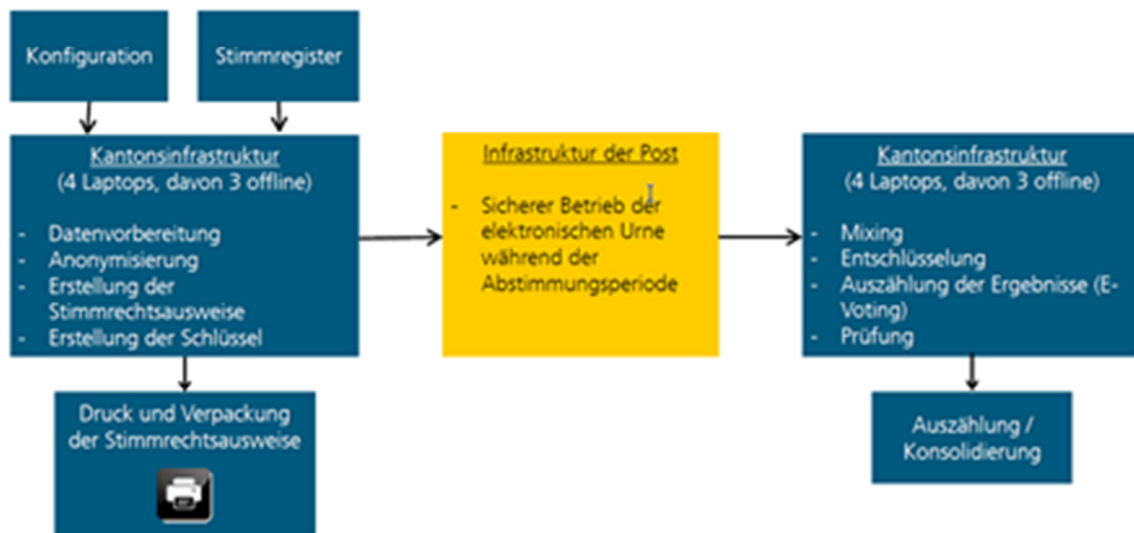 Konfiguration
Stimmregister
Kantonsinfrastruktur
(4 Laptops, davon 3 offline)
- Datenvorbereitung
- Anonymisierung
- Erstellung der
Stimmrechtsausweise
- Erstellung der Schlüssel
Druck und Verpackung
der Stimmrechtsausweise
Infrastruktur der Post
- Sicherer Betrieb der
elektronischen Urne
während der
Abstimmungsperiode
Kantonsinfrastruktur
(4 Laptops, davon 3 offline)
- Mixing
- Entschlüsselung
- Auszählung der Ergebnisse (E-
Voting)
- Prüfung
Auszählung /
Konsolidierung